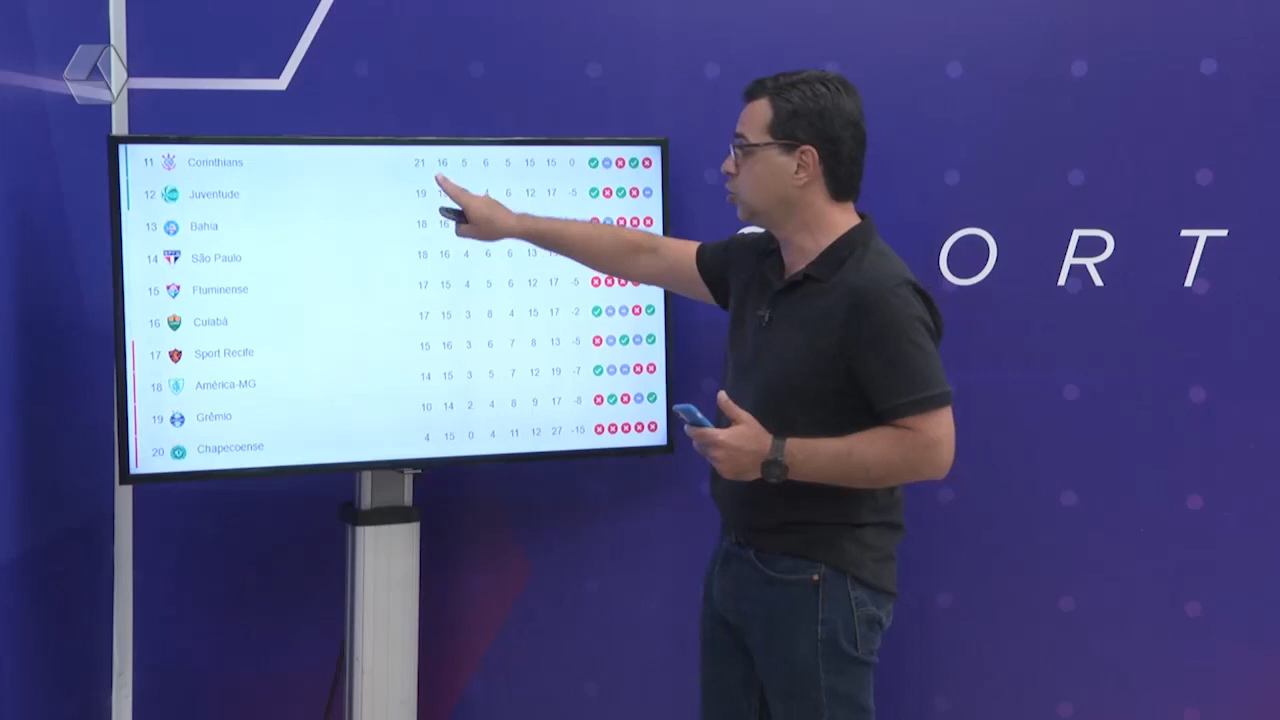 11 Corinthians 21 16 5 6 5 15 15 0
12 Juventude 19 4 6 12 17 -5
13 Bahia 18 16
14 São Paulo 18 16 4 6 6 13
15 Fluminense 17 15 4 5 6 12 17 -5
16 Cuiabá 17 15 3 8 4 15 17 -2
17 Sport Recife 15 16 3 6 7 8 13 -5
18 América-MG 14 15 3 5 7 12 19 -7
19 Grêmio 10 14 2 4 8 9 17 -8
20 Chapecoense 4 15 0 4 11 12 27 -15
ORT